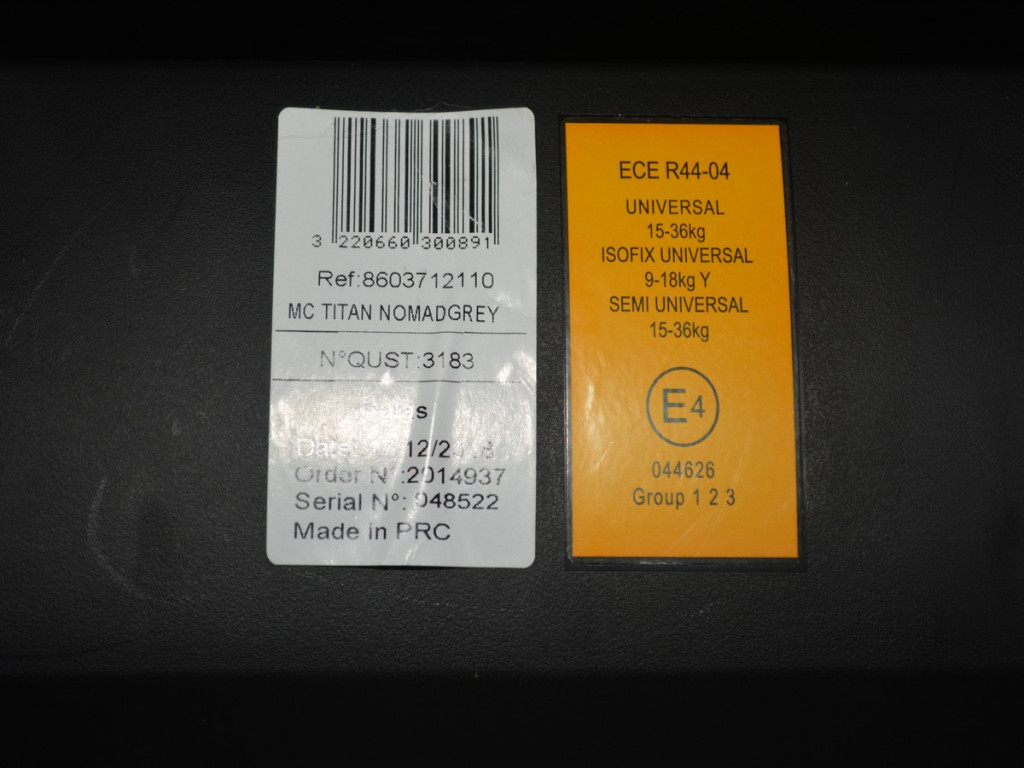 3 220660 300891
Ref:8603712110
MC TITAN NOMADGREY
N°QUST:3183
Order N°:2014937
Serial N°: 948522
Made in PRC
ECE R44-04
UNIVERSAL
15-36kg
ISOFIX UNIVERSAL
9-18kg Y
SEMI UNIVERSAL
15-36kg
E4
044626
Group 1 2 3